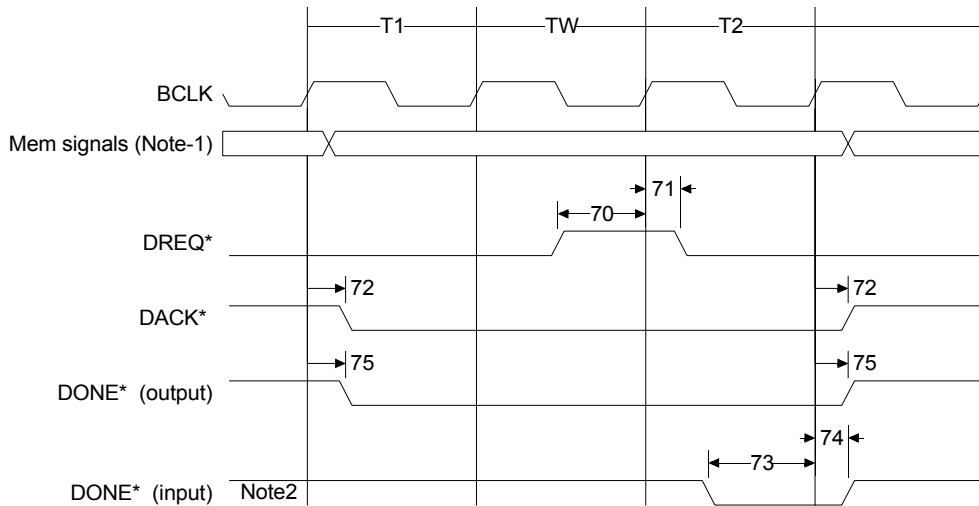 T1 TW T2
BCLK
Mem signals (Note-1)
71
70
DREQ*
72 72
DACK*
75 75
DONE* (output)
74
73
DONE* (input) Note2